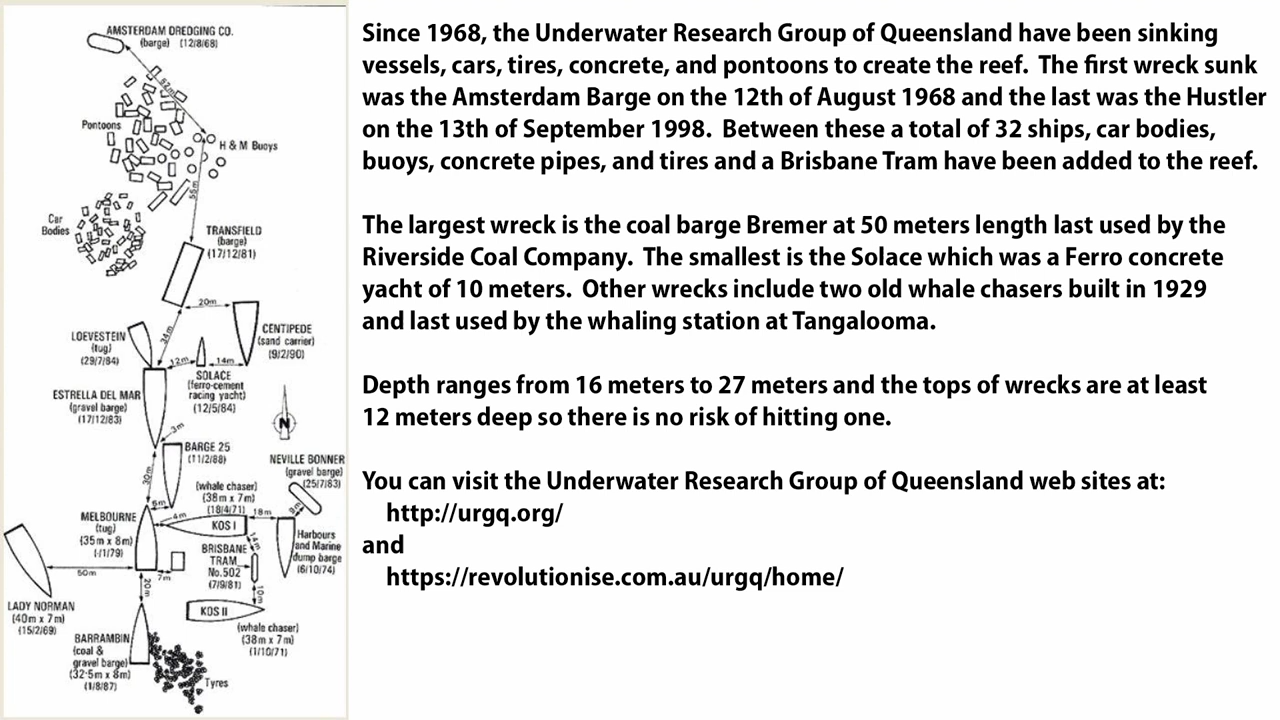 AMSTERDAM DREDGING CO.
(barge) (12/8/68)
52m
Pontoons
H & M Buoys
55m
Car
Bodies
TRANSFIELD
(barge)
(17/12/81)
20m
LOEVESTEIN
(tug)
(29/7/84)
34m
CENTIPEDE
(sand carrier)
(9/2/90)
12m
14m
SOLACE
(ferro-cement
racing yacht)
(12/5/84)
ESTRELLA DEL MAR
(gravel barge)
(17/12/83)
N
3m
BARGE 25
(11/2/88)
30m
NEVILLE BONNER
(gravel barge)
(25/7/83)
(whale chaser)
(38m x 7m)
(18/4/71)
6m
4m
18m
MELBOURNE
(tug)
(35m x 8m)
(-/1/79)
KOS I
14m
Harbours
and Marine
dump barge
(6/10/74)
BRISBANE
TRAM
No.502
(7/9/81)
50m
7m
20m
10m
LADY NORMAN
(40m x 7m)
(15/2/69)
KOS II
(whale chaser)
(38m x 7m)
(1/10/71)
BARRAMBIN
(coal &
gravel barge)
(32·5m x 8m)
(1/8/87)
Tyres
Since 1968, the Underwater Research Group of Queensland have been sinking
vessels, cars, tires, concrete, and pontoons to create the reef. The first wreck sunk
was the Amsterdam Barge on the 12th of August 1968 and the last was the Hustler
on the 13th of September 1998. Between these a total of 32 ships, car bodies,
buoys, concrete pipes, and tires and a Brisbane Tram have been added to the reef.
The largest wreck is the coal barge Bremer at 50 meters length last used by the
Riverside Coal Company. The smallest is the Solace which was a Ferro concrete
yacht of 10 meters. Other wrecks include two old whale chasers built in 1929
and last used by the whaling station at Tangalooma.
Depth ranges from 16 meters to 27 meters and the tops of wrecks are at least
12 meters deep so there is no risk of hitting one.
You can visit the Underwater Research Group of Queensland web sites at:
http://urgq.org/
and
https://revolutionise.com.au/urgq/home/